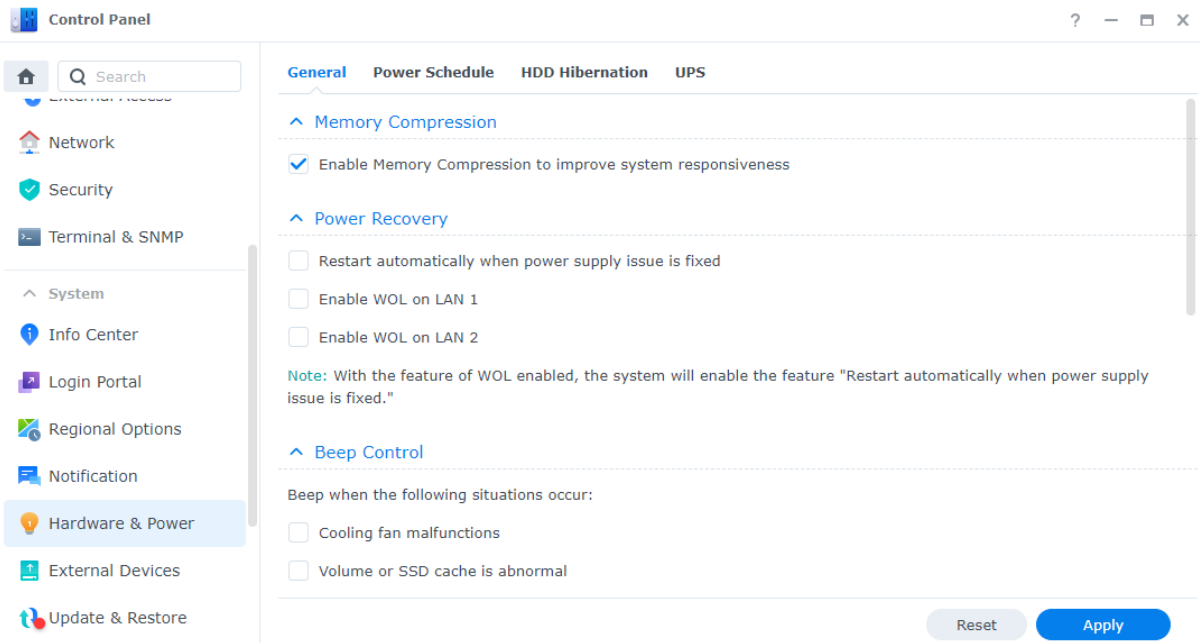 Control Panel
?
Search
External Access
Network
Security
Terminal & SNMP
System
Info Center
Login Portal
Regional Options
Notification
Hardware & Power
External Devices
Update & Restore
General Power Schedule HDD Hibernation UPS
Memory Compression
Enable Memory Compression to improve system responsiveness
Power Recovery
Restart automatically when power supply issue is fixed
Enable WOL on LAN 1
Enable WOL on LAN 2
Note: With the feature of WOL enabled, the system will enable the feature "Restart automatically when power supply
issue is fixed."
Beep Control
Beep when the following situations occur:
Cooling fan malfunctions
Volume or SSD cache is abnormal
Reset Apply